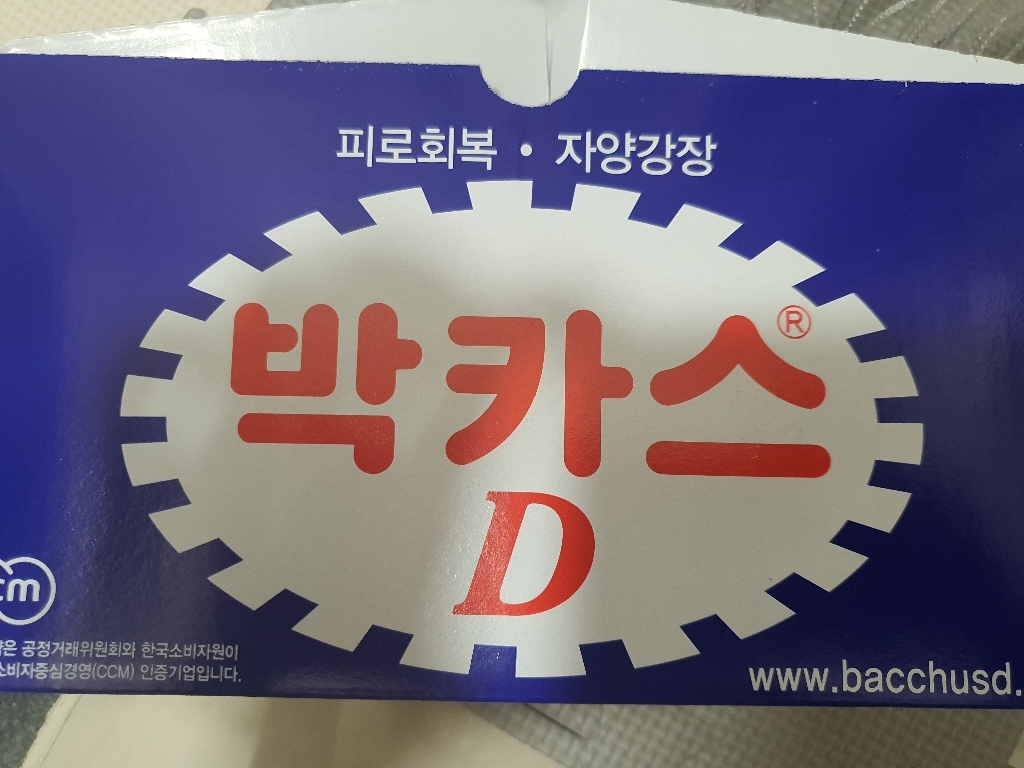 피로회복 · 자양강장
박카스®
D
cm
은 공정거래위원회와 한국소비자원이
소비자중심경영(CCM) 인증기업입니다.
www.bacchusd.